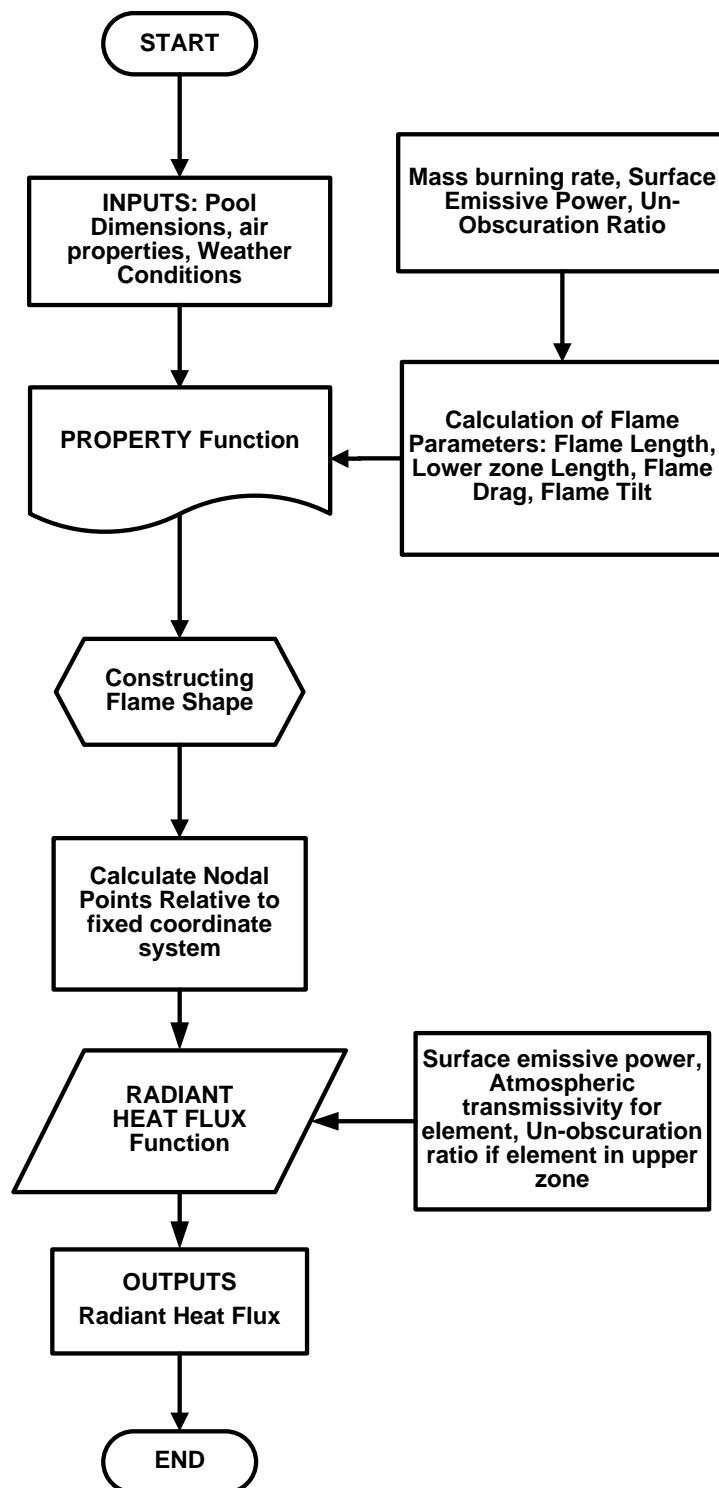 START
INPUTS: Pool
Dimensions, air
properties, Weather
Conditions
Mass burning rate, Surface
Emissive Power, Un-
Obscuration Ratio
PROPERTY Function
Calculation of Flame
Parameters: Flame Length,
Lower zone Length, Flame
Drag, Flame Tilt
Constructing
Flame Shape
Calculate Nodal
Points Relative to
fixed coordinate
system
RADIANT
HEAT FLUX
Function
Surface emissive power,
Atmospheric
transmissivity for
element, Un-obscuration
ratio if element in upper
zone
OUTPUTS
Radiant Heat Flux
END